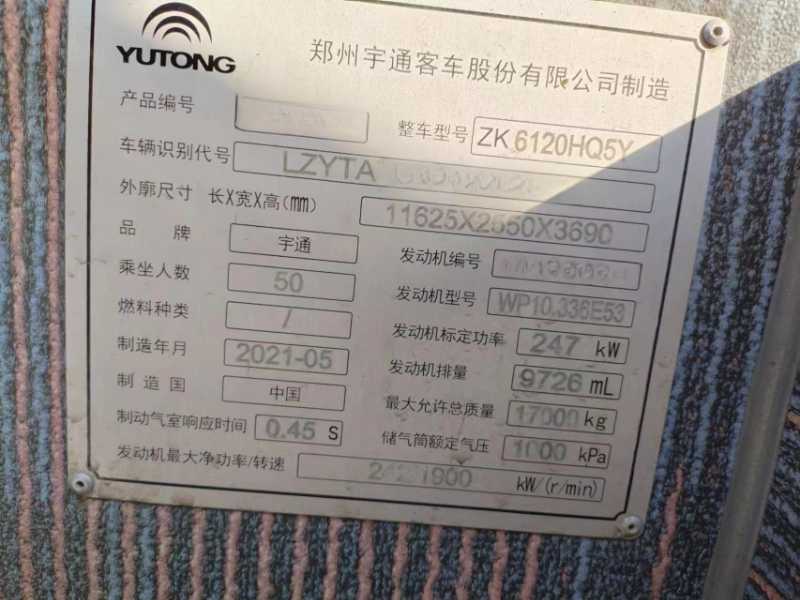 YUTONG
郑州宇通客车股份有限公司制造
产品编号 整车型号 ZK6120HQ5Y
车辆识别代号 LZYTA
外廓尺寸 长X宽X高(mm) 11625X2550X3690
品牌 宇通 发动机编号
乘坐人数 50 发动机型号 WP10.336E53
燃料种类 / 发动机标定功率 247 kW
制造年月 2021-05 发动机排量 9726 mL
制造国 中国 最大允许总质量 17000 kg
制动气室响应时间 0.45 S 储气筒额定气压 1000 kPa
发动机最大净功率/转速 1900 kW/(r/min)